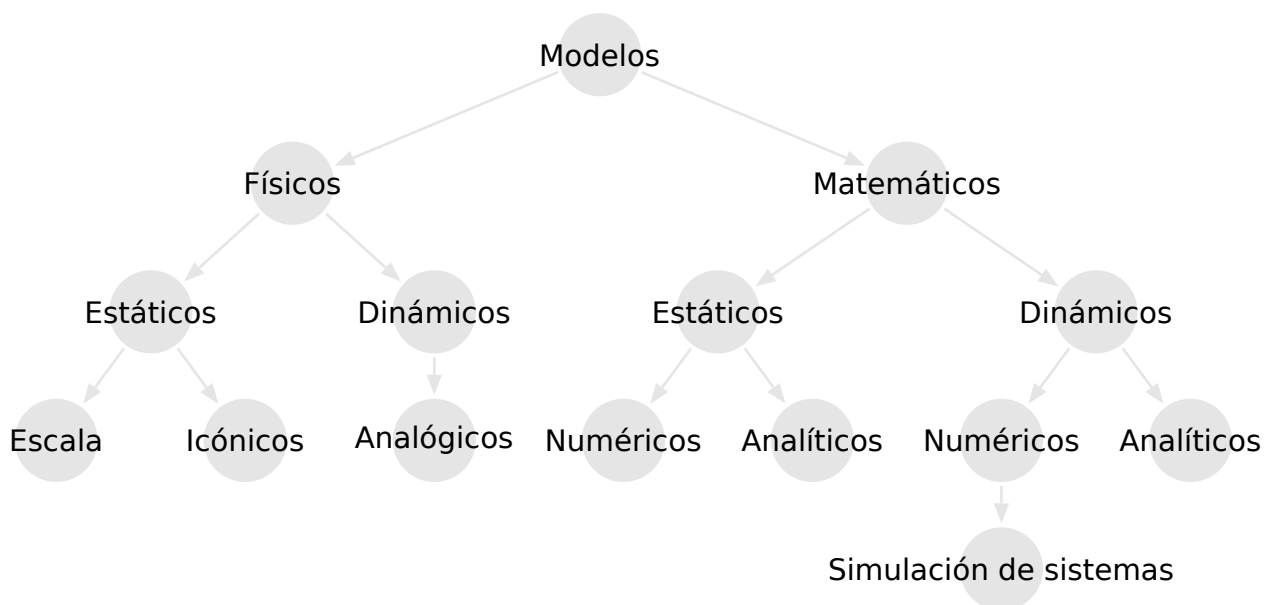 Modelos
Físicos
Matemáticos
Estáticos
Dinámicos
Estáticos
Dinámicos
Escala
Icónicos
Analógicos
Numéricos
Analíticos
Numéricos
Analíticos
Simulación de sistemas